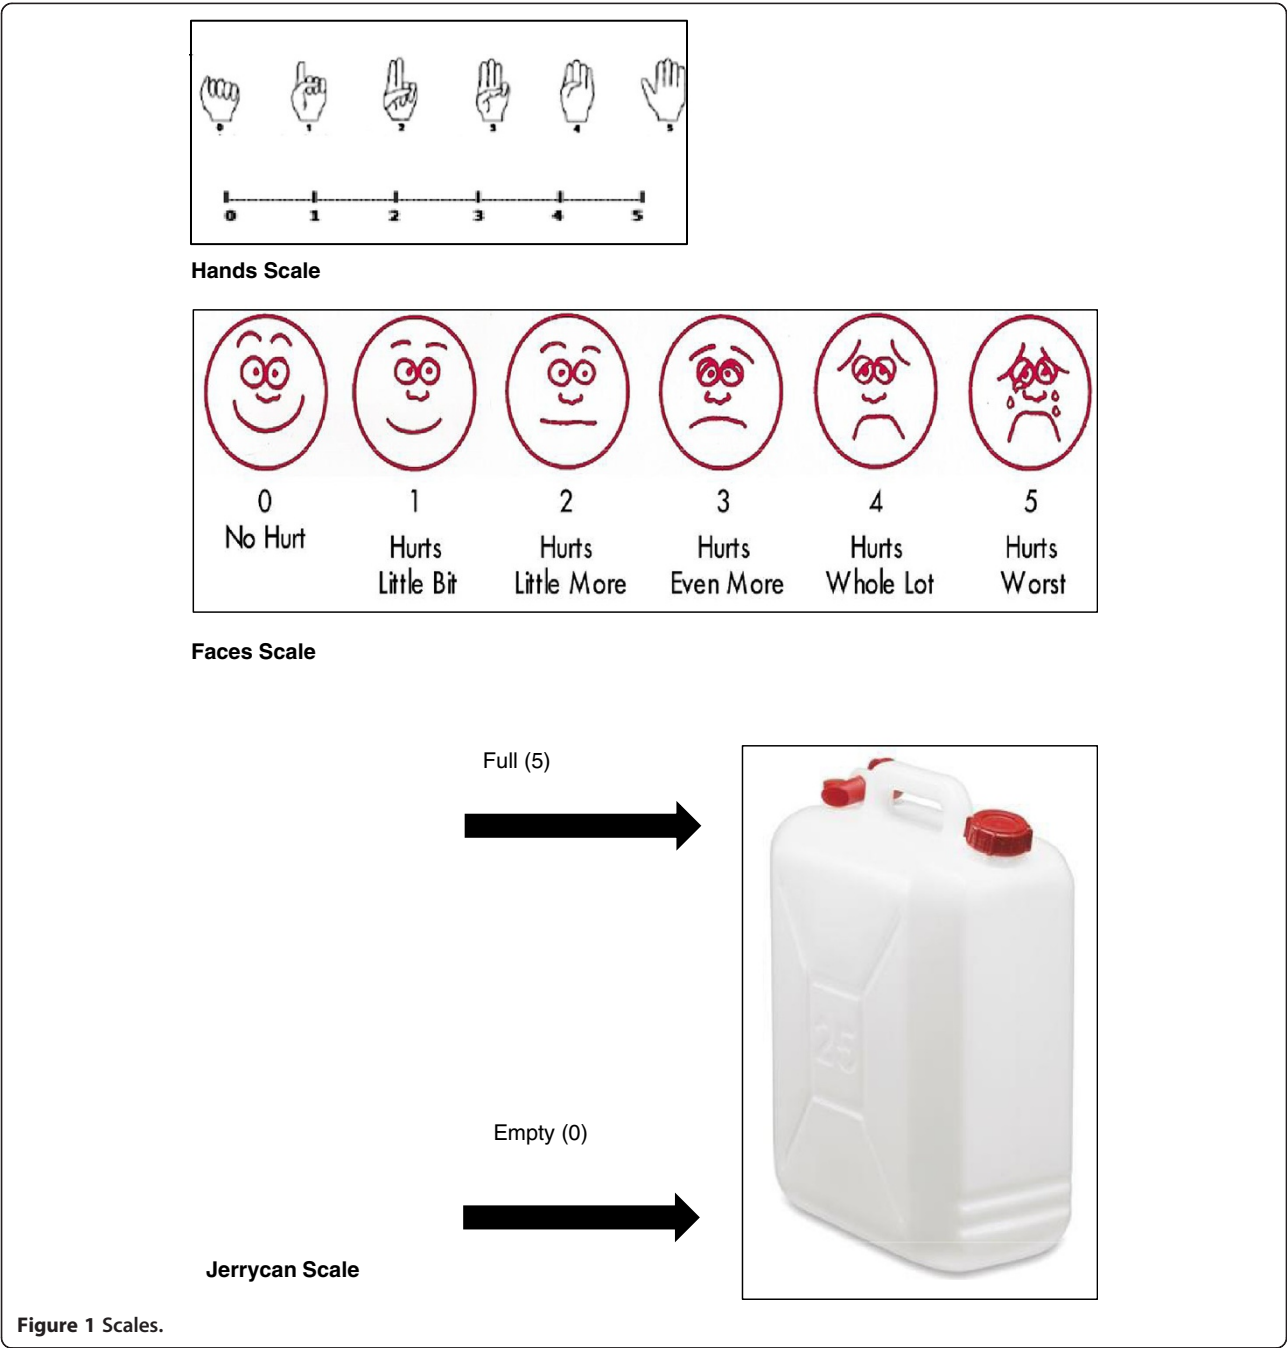 0 1 2 3 4 5
0 1 2 3 4 5
Hands Scale
0 1 2 3 4 5
No Hurt Hurts Hurts Hurts Hurts Hurts
Little Bit Little More Even More Whole Lot Worst
Faces Scale
Full (5)
25
Empty (0)
Jerrycan Scale
Figure 1 Scales.